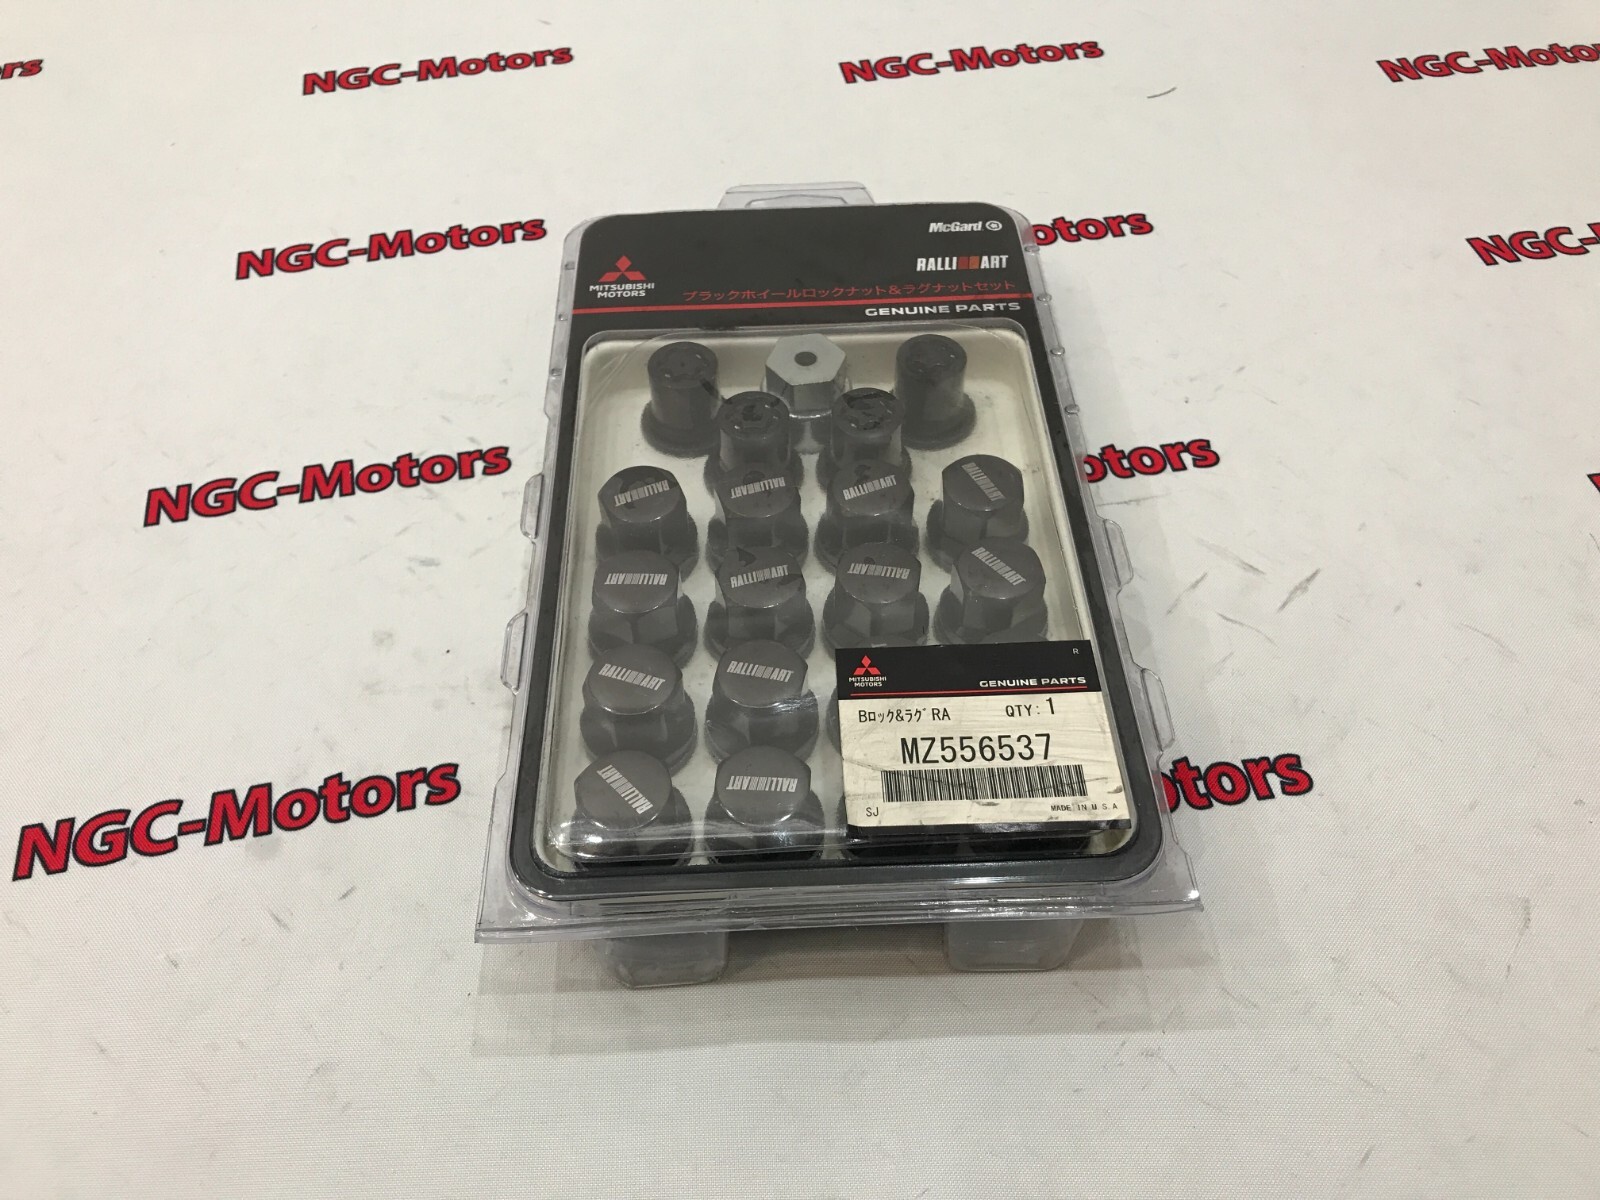 NGC-Motors
NGC-Motors
NGC-Motors
McGard
RALLI ART
MITSUBISHI
MOTORS
ブラックホイールロックナット&ラグナットセット
GENUINE PARTS
NGC-Motors
NGC-Motors
RALLIART
RALLIART
RALLIART
RALLIART
RALLIART
RALLIART
RALLIART
RALLIART
RALLIART
RALLIART
RALLIART
RALLIART
R
MITSUBISHI
MOTORS
GENUINE PARTS
Bロック&ラグ RA QTY: 1
MZ556537
SJ MADE IN U.S.A
NGC-Motors